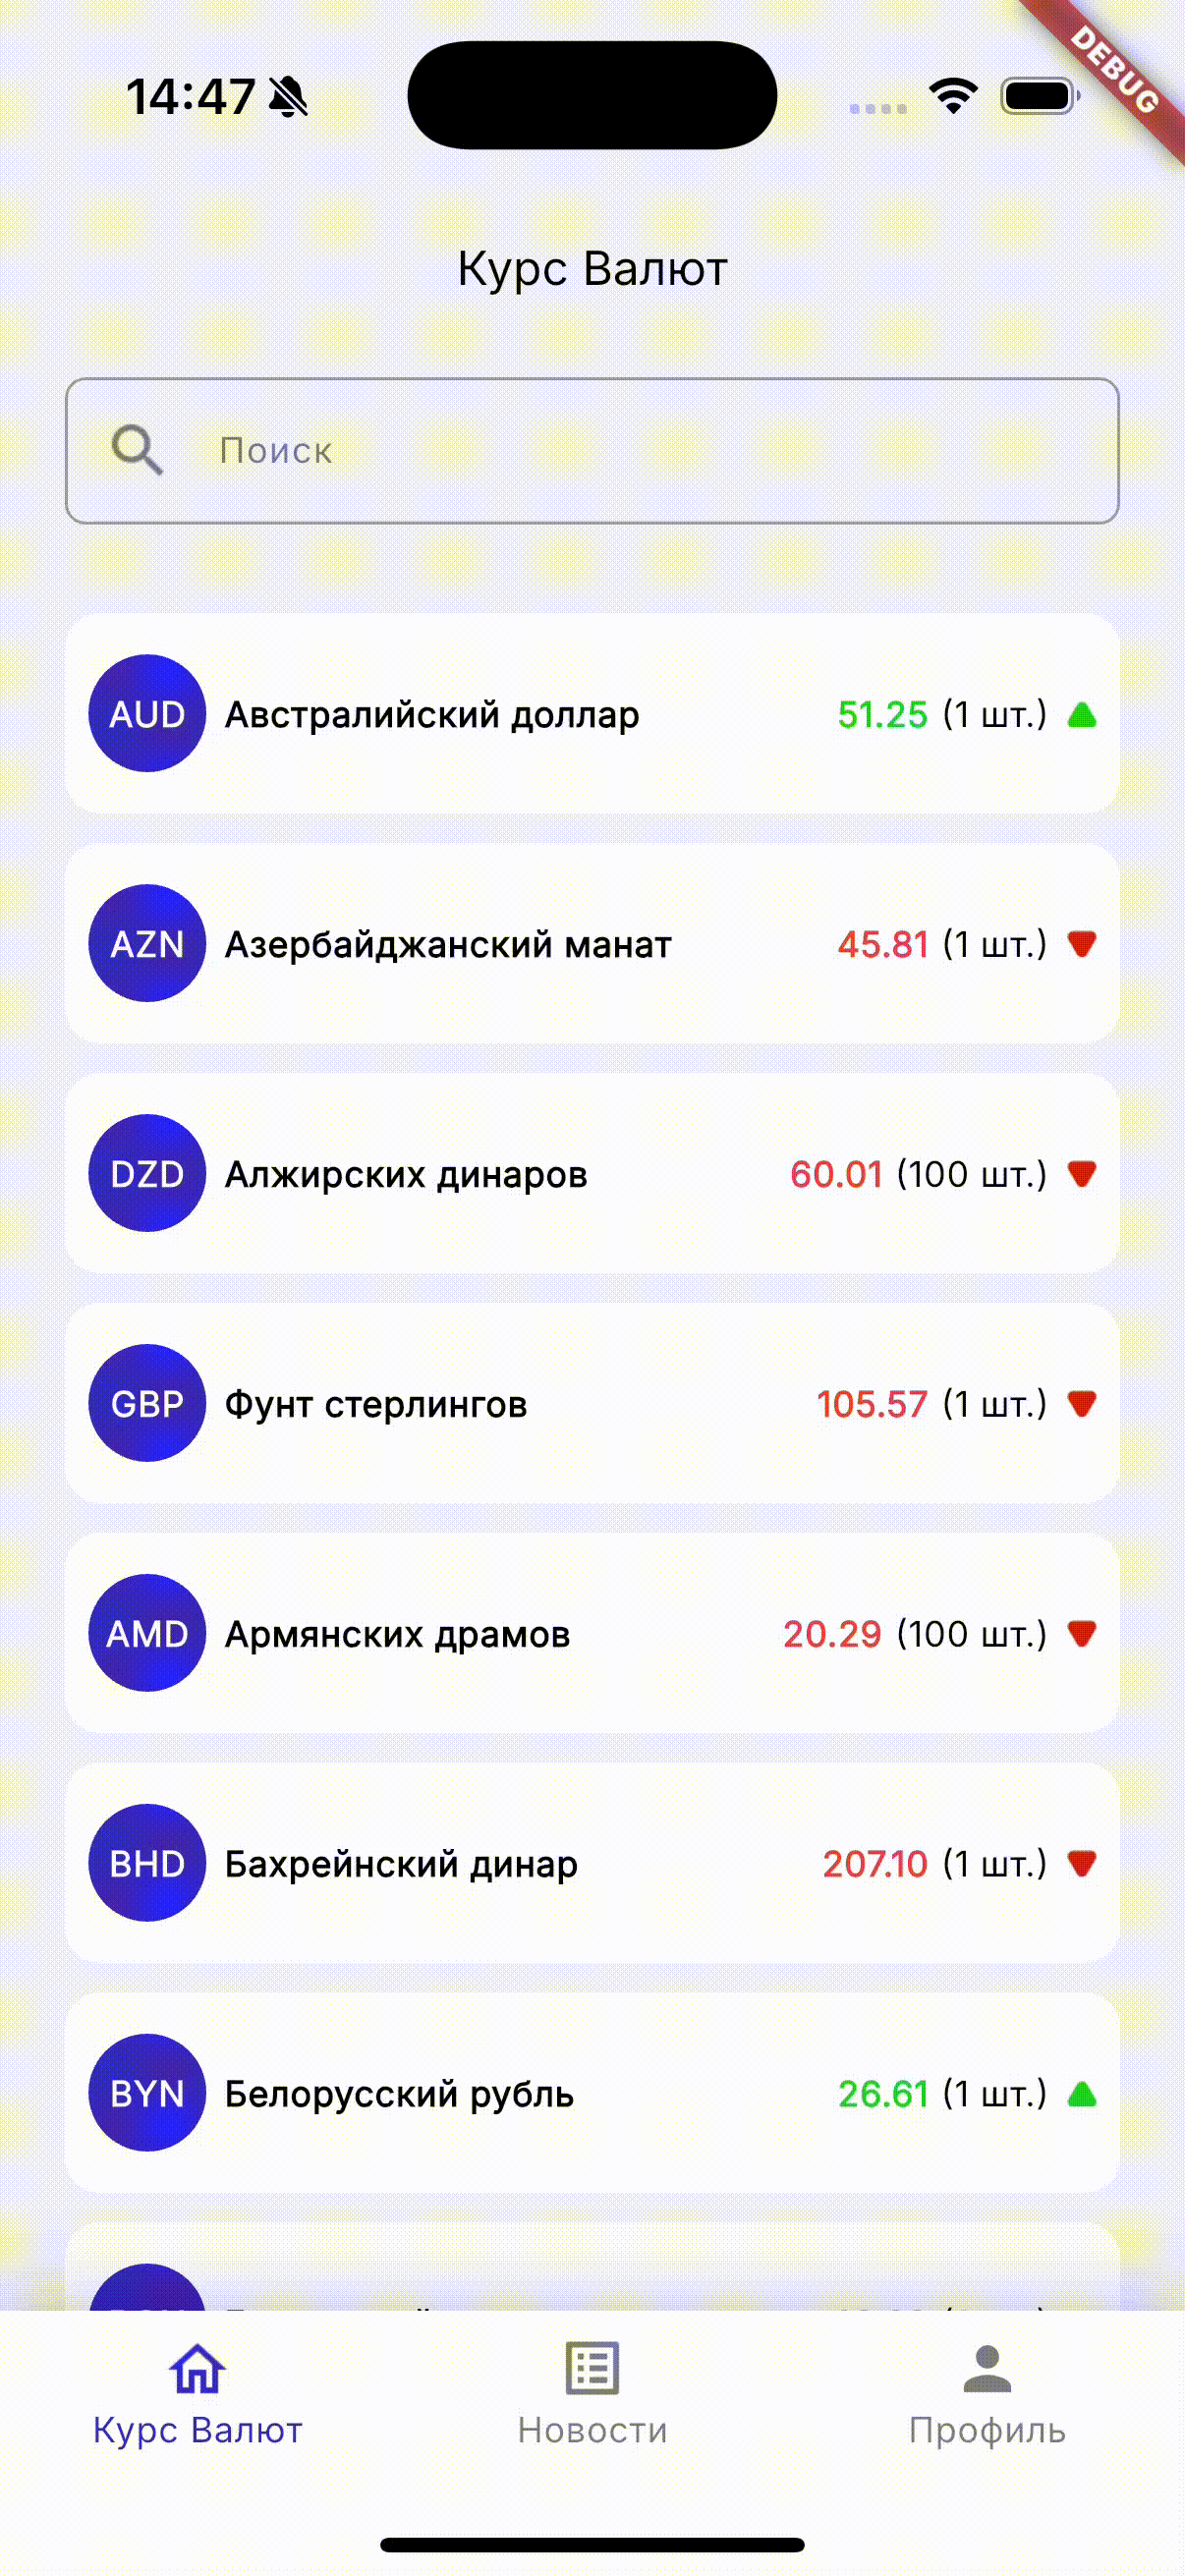 14:47
DEBUG
Курс Валют
Поиск
AUD Австралийский доллар 51.25 (1 шт.)
AZN Азербайджанский манат 45.81 (1 шт.)
DZD Алжирских динаров 60.01 (100 шт.)
GBP Фунт стерлингов 105.57 (1 шт.)
AMD Армянских драмов 20.29 (100 шт.)
BHD Бахрейнский динар 207.10 (1 шт.)
BYN Белорусский рубль 26.61 (1 шт.)
Курс Валют Новости Профиль